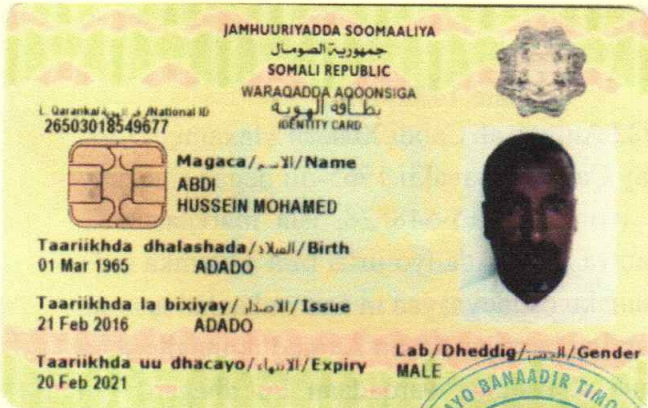 JAMHUURIYADDA SOOMAALIYA
جمهورية الصومال
SOMALI REPUBLIC
WARAQADDA AQOONSIGA
بطاقة الهوية
IDENTITY CARD
/National ID
26503018549677
Magaca/الاسم/Name
ABDI
HUSSEIN MOHAMED
Taariikhda dhalashada/الميلاد/Birth
01 Mar 1965 ADADO
Taariikhda la bixiyay/الاصدار/Issue
21 Feb 2016 ADADO
Taariikhda uu dhacayo/الانتهاء/Expiry
20 Feb 2021
Lab/Dheddig/الجنس/Gender
MALE
BANAADIR